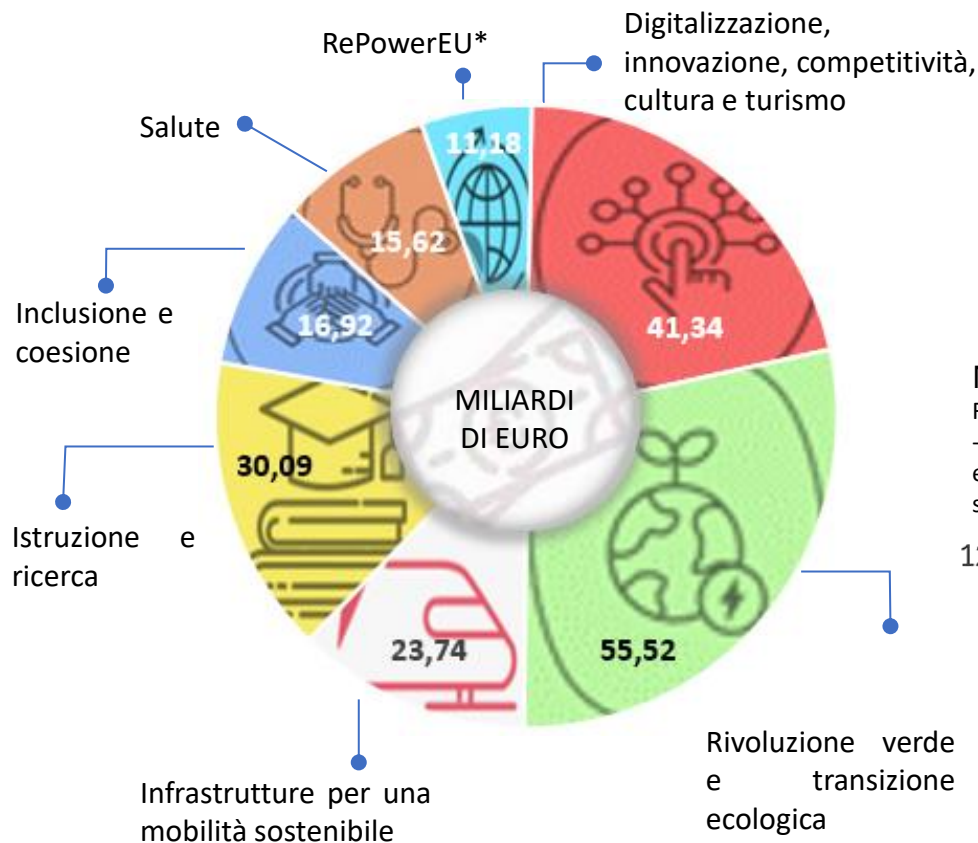 RePowerEU*
Digitalizzazione,
innovazione, competitività,
cultura e turismo
Salute
11,18
15,62
41,34
Inclusione e
coesione
16,92
MILIARDI
DI EURO
30,09
Istruzione e
ricerca
23,74
55,52
Rivoluzione verde
e transizione
ecologica
Infrastrutture per una
mobilità sostenibile